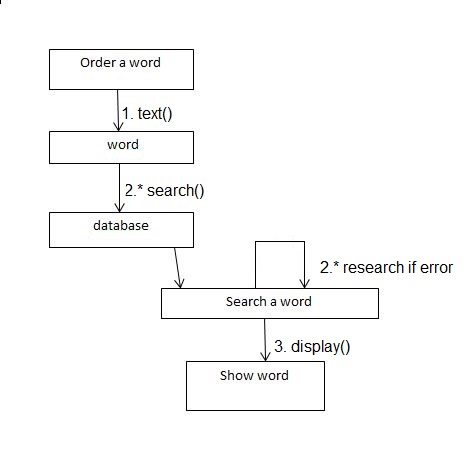 Order a word
1. text()
word
2.* search()
database
2.* research if error
Search a word
3. display()
Show word